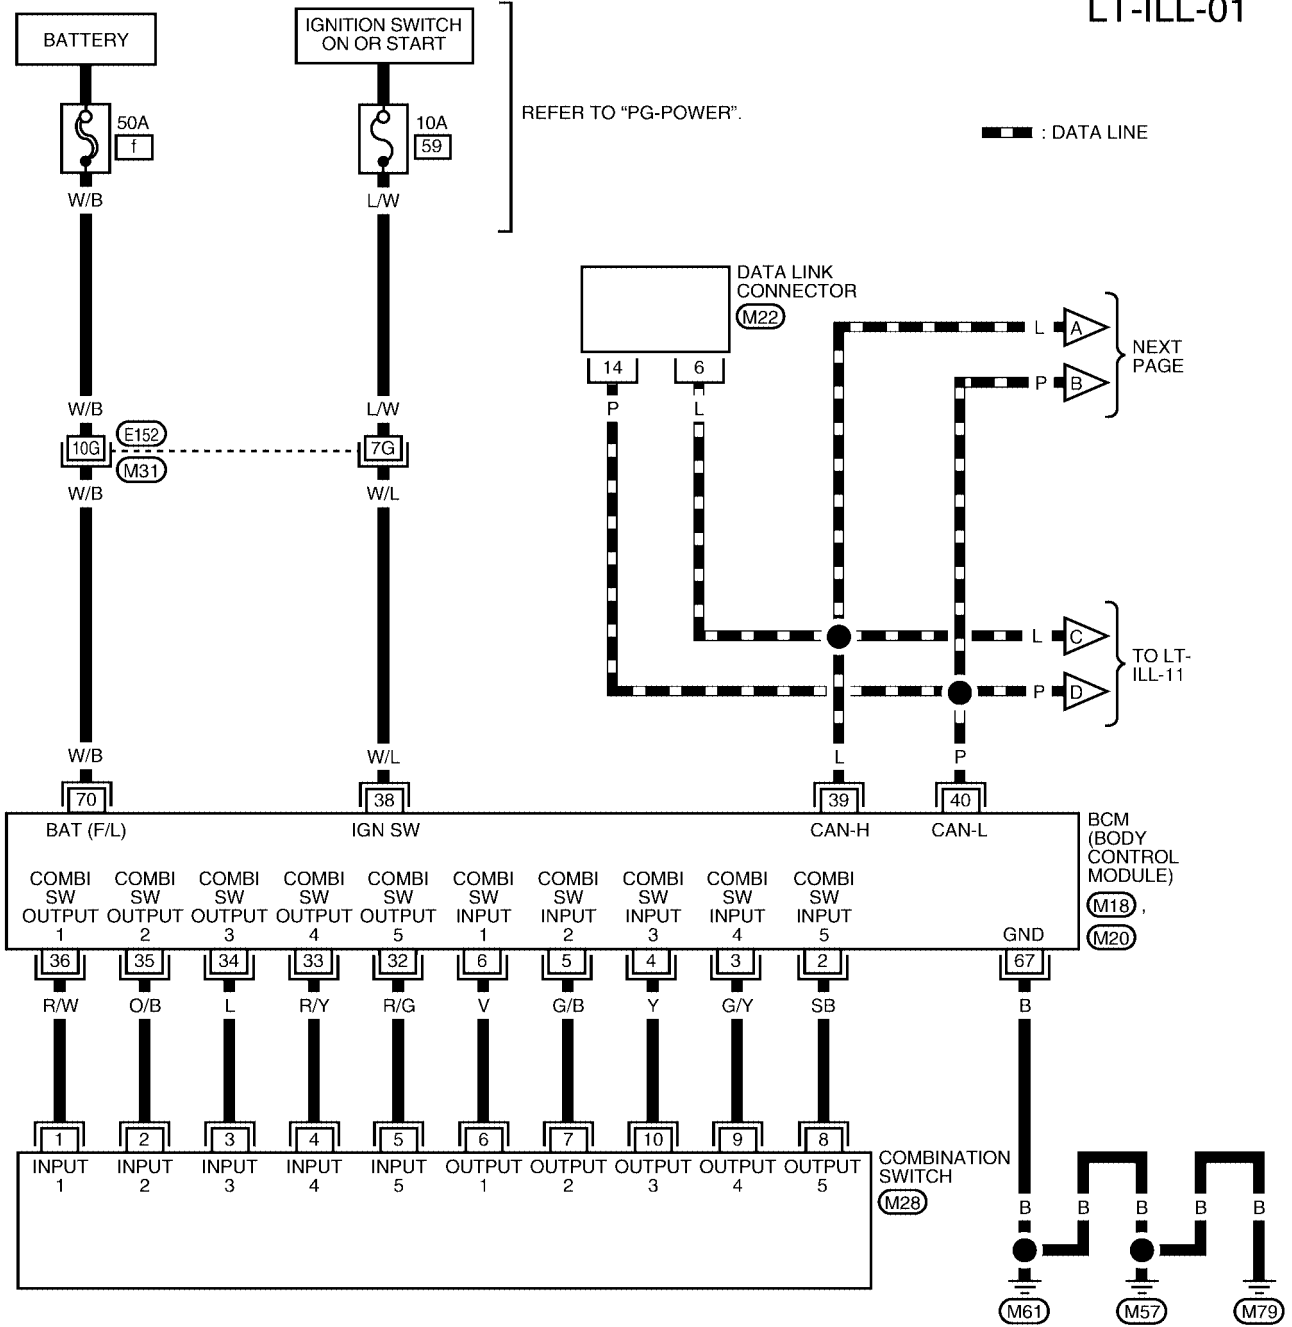 LT-ILL-01
BATTERY
IGNITION SWITCH
ON OR START
50A
f
10A
59
REFER TO “PG-POWER”.
: DATA LINE
W/B
L/W
DATA LINK
CONNECTOR
M22
14
6
P
L
L
A
P
B
NEXT
PAGE
W/B
L/W
10G
E152
M31
7G
W/B
W/L
L
C
P
D
TO LT-
ILL-11
W/B
W/L
L
P
70
38
39
40
BAT (F/L)
IGN SW
CAN-H
CAN-L
BCM
(BODY
CONTROL
MODULE)
M18 ,
M20
COMBI COMBI COMBI COMBI COMBI COMBI COMBI COMBI COMBI COMBI
SW SW SW SW SW SW SW SW SW SW
OUTPUT OUTPUT OUTPUT OUTPUT OUTPUT INPUT INPUT INPUT INPUT INPUT
1 2 3 4 5 1 2 3 4 5
GND
36 35 34 33 32 6 5 4 3 2 67
R/W O/B L R/Y R/G V G/B Y G/Y SB B
1 2 3 4 5 6 7 10 9 8
INPUT INPUT INPUT INPUT INPUT OUTPUT OUTPUT OUTPUT OUTPUT OUTPUT
1 2 3 4 5 1 2 3 4 5
COMBINATION
SWITCH
M28
B B B B B
M61 M57 M79